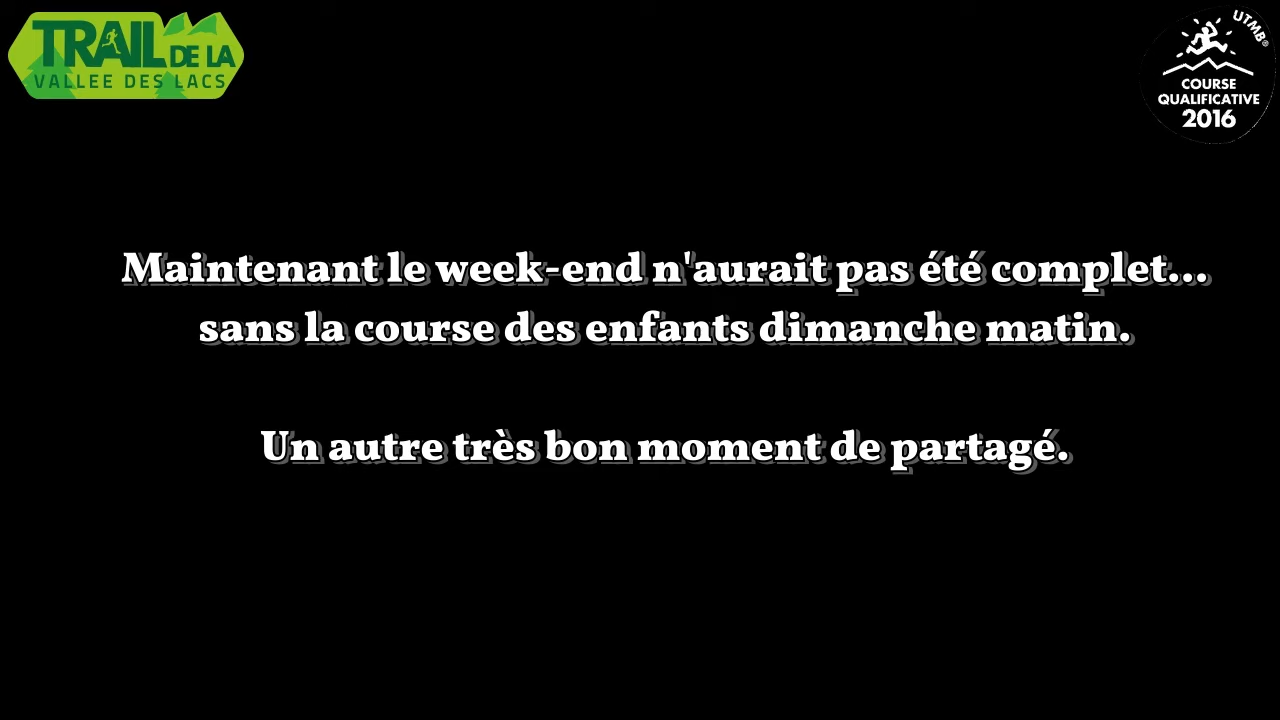 TRAIL DE LA
VALLEE DES LACS
UTMB®
COURSE
QUALIFICATIVE
2016
Maintenant le week-end n'aurait pas été complet...
sans la course des enfants dimanche matin.
Un autre très bon moment de partagé.